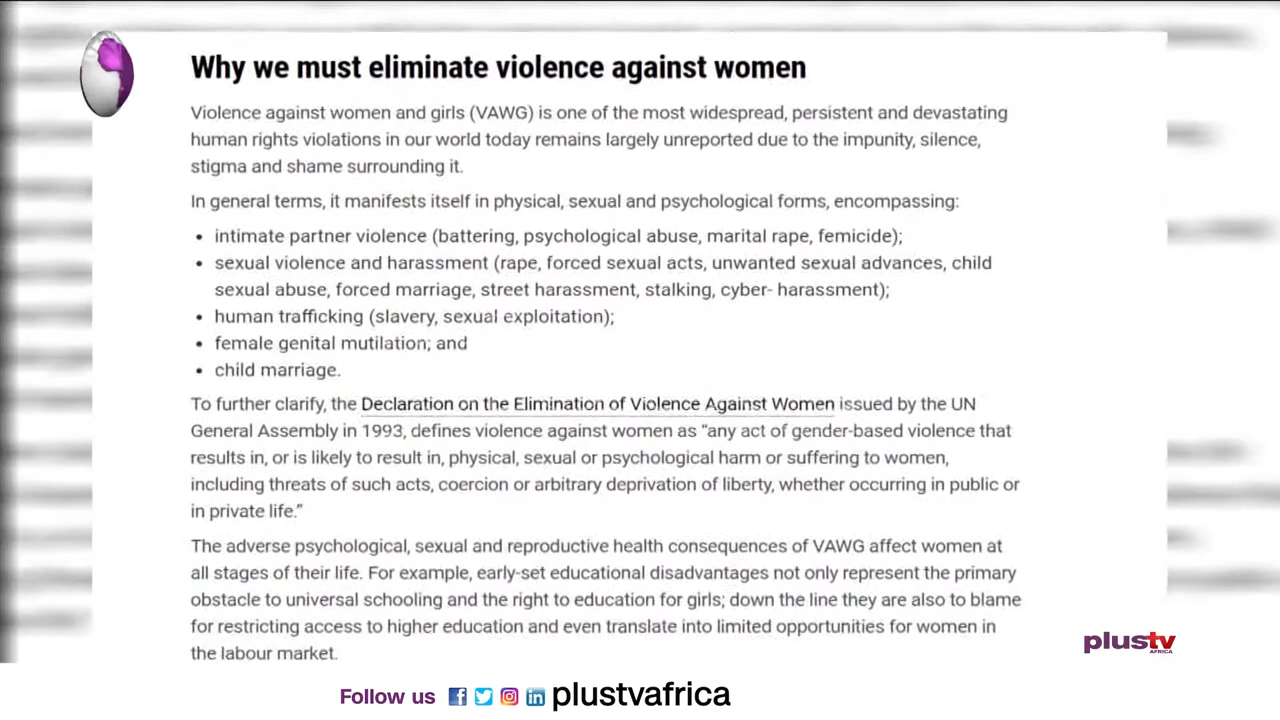 Why we must eliminate violence against women
Violence against women and girls (VAWG) is one of the most widespread, persistent and devastating
human rights violations in our world today remains largely unreported due to the impunity, silence,
stigma and shame surrounding it.
In general terms, it manifests itself in physical, sexual and psychological forms, encompassing:
• intimate partner violence (battering, psychological abuse, marital rape, femicide);
• sexual violence and harassment (rape, forced sexual acts, unwanted sexual advances, child
sexual abuse, forced marriage, street harassment, stalking, cyber- harassment);
• human trafficking (slavery, sexual exploitation);
• female genital mutilation; and
• child marriage.
To further clarify, the Declaration on the Elimination of Violence Against Women issued by the UN
General Assembly in 1993, defines violence against women as “any act of gender-based violence that
results in, or is likely to result in, physical, sexual or psychological harm or suffering to women,
including threats of such acts, coercion or arbitrary deprivation of liberty, whether occurring in public or
in private life.”
The adverse psychological, sexual and reproductive health consequences of VAWG affect women at
all stages of their life. For example, early-set educational disadvantages not only represent the primary
obstacle to universal schooling and the right to education for girls; down the line they are also to blame
for restricting access to higher education and even translate into limited opportunities for women in
the labour market.
plustv
AFRICA
Follow us plustvafrica